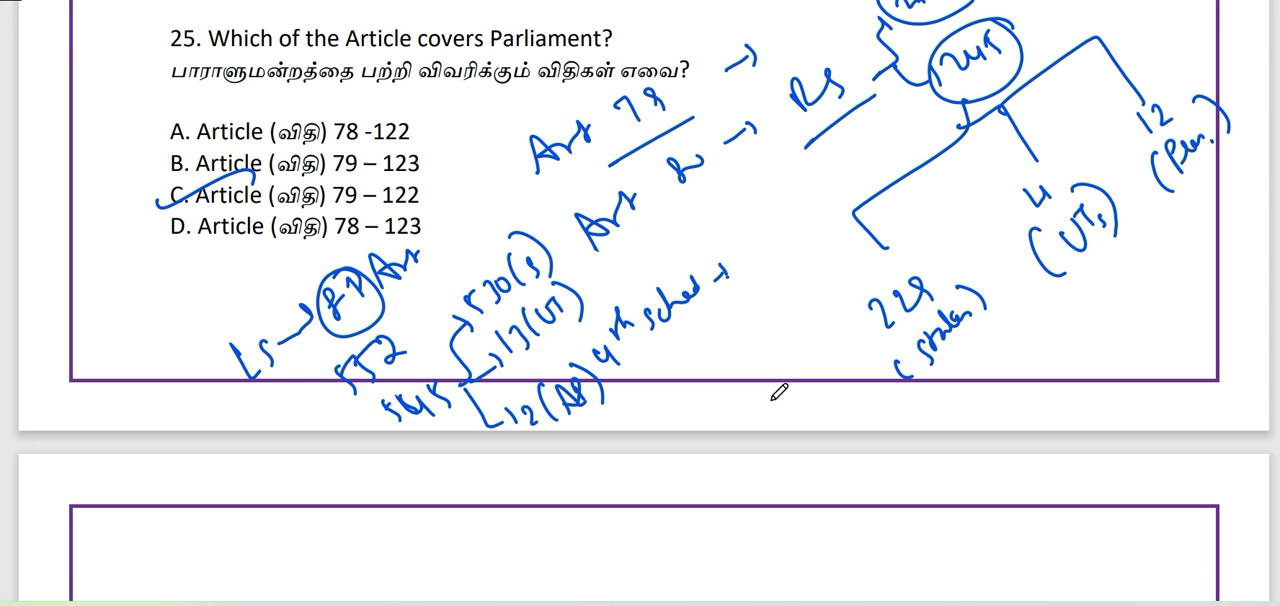 25. Which of the Article covers Parliament?
பாராளுமன்றத்தை பற்றி விவரிக்கும் விதிகள் எவை?
A. Article (விதி) 78 -122
B. Article (விதி) 79 – 123
C. Article (விதி) 79 – 122
D. Article (விதி) 78 – 123
Art 79 →
Art 80 → RS
245
12
4
(UTs)
229
(States)
LS → 81 Art
552
530(S)
545
13(UT)
12
4th sched →